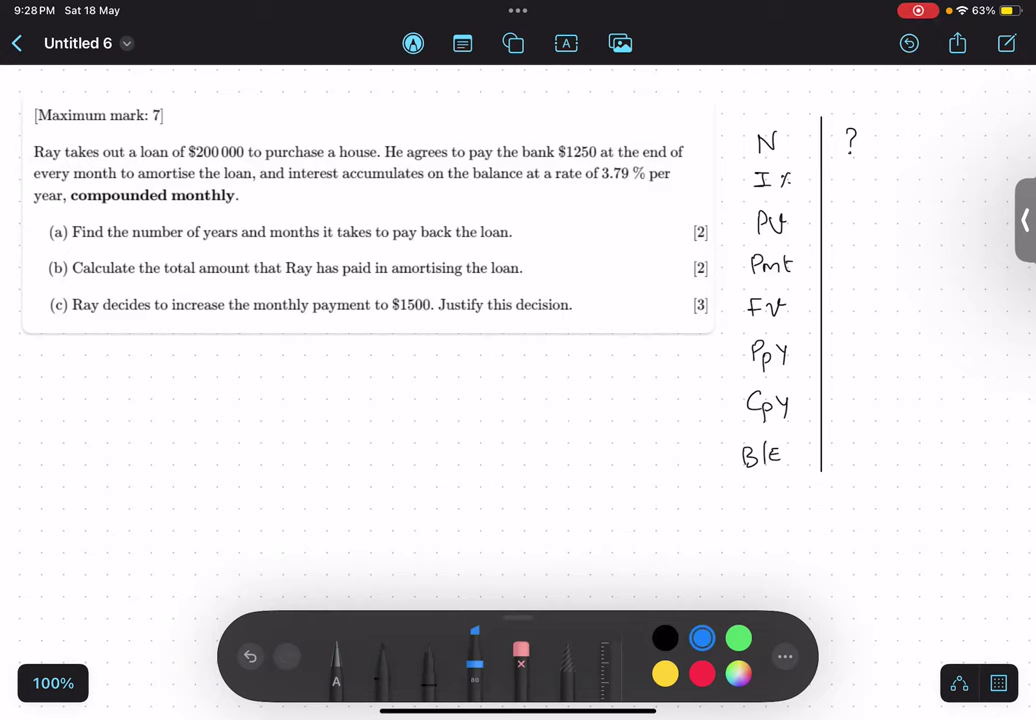 9:28 PM Sat 18 May
63%
Untitled 6
[Maximum mark: 7]
Ray takes out a loan of $200 000 to purchase a house. He agrees to pay the bank $1250 at the end of
every month to amortise the loan, and interest accumulates on the balance at a rate of 3.79 % per
year, compounded monthly.
(a) Find the number of years and months it takes to pay back the loan. [2]
(b) Calculate the total amount that Ray has paid in amortising the loan. [2]
(c) Ray decides to increase the monthly payment to $1500. Justify this decision. [3]
N ?
I %
PV
Pmt
FV
PpY
CpY
B/E
A
80
100%